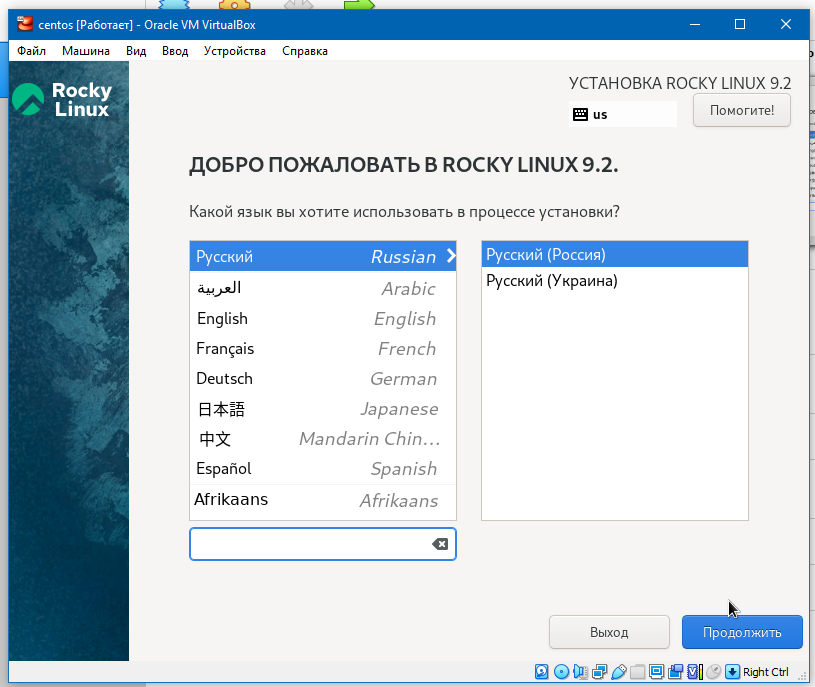 centos [Работает] - Oracle VM VirtualBox
Файл Машина Вид Ввод Устройства Справка
Rocky
Linux
УСТАНОВКА ROCKY LINUX 9.2
us
Помогите!
ДОБРО ПОЖАЛОВАТЬ В ROCKY LINUX 9.2.
Какой язык вы хотите использовать в процессе установки?
Русский Russian
العربية Arabic
English English
Français French
Deutsch German
日本語 Japanese
中文 Mandarin Chin...
Español Spanish
Afrikaans Afrikaans
Русский (Россия)
Русский (Украина)
Выход
Продолжить
Right Ctrl